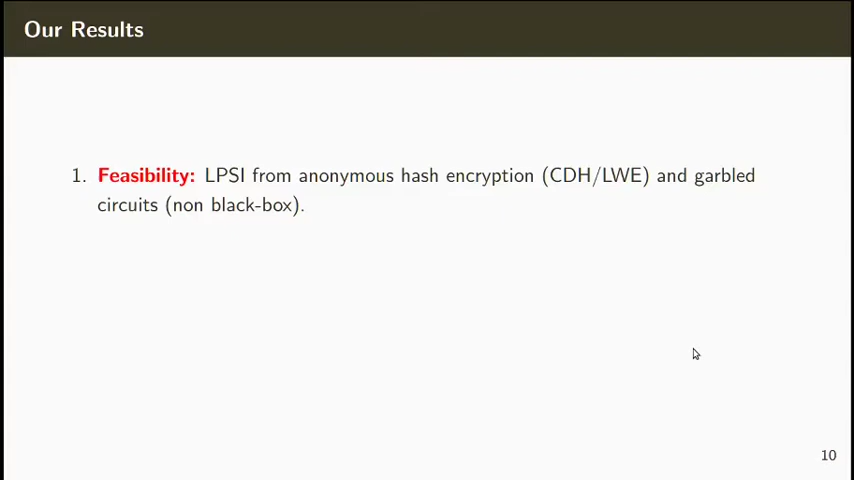 Our Results
1. Feasibility: LPSI from anonymous hash encryption (CDH/LWE) and garbled
circuits (non black-box).
10